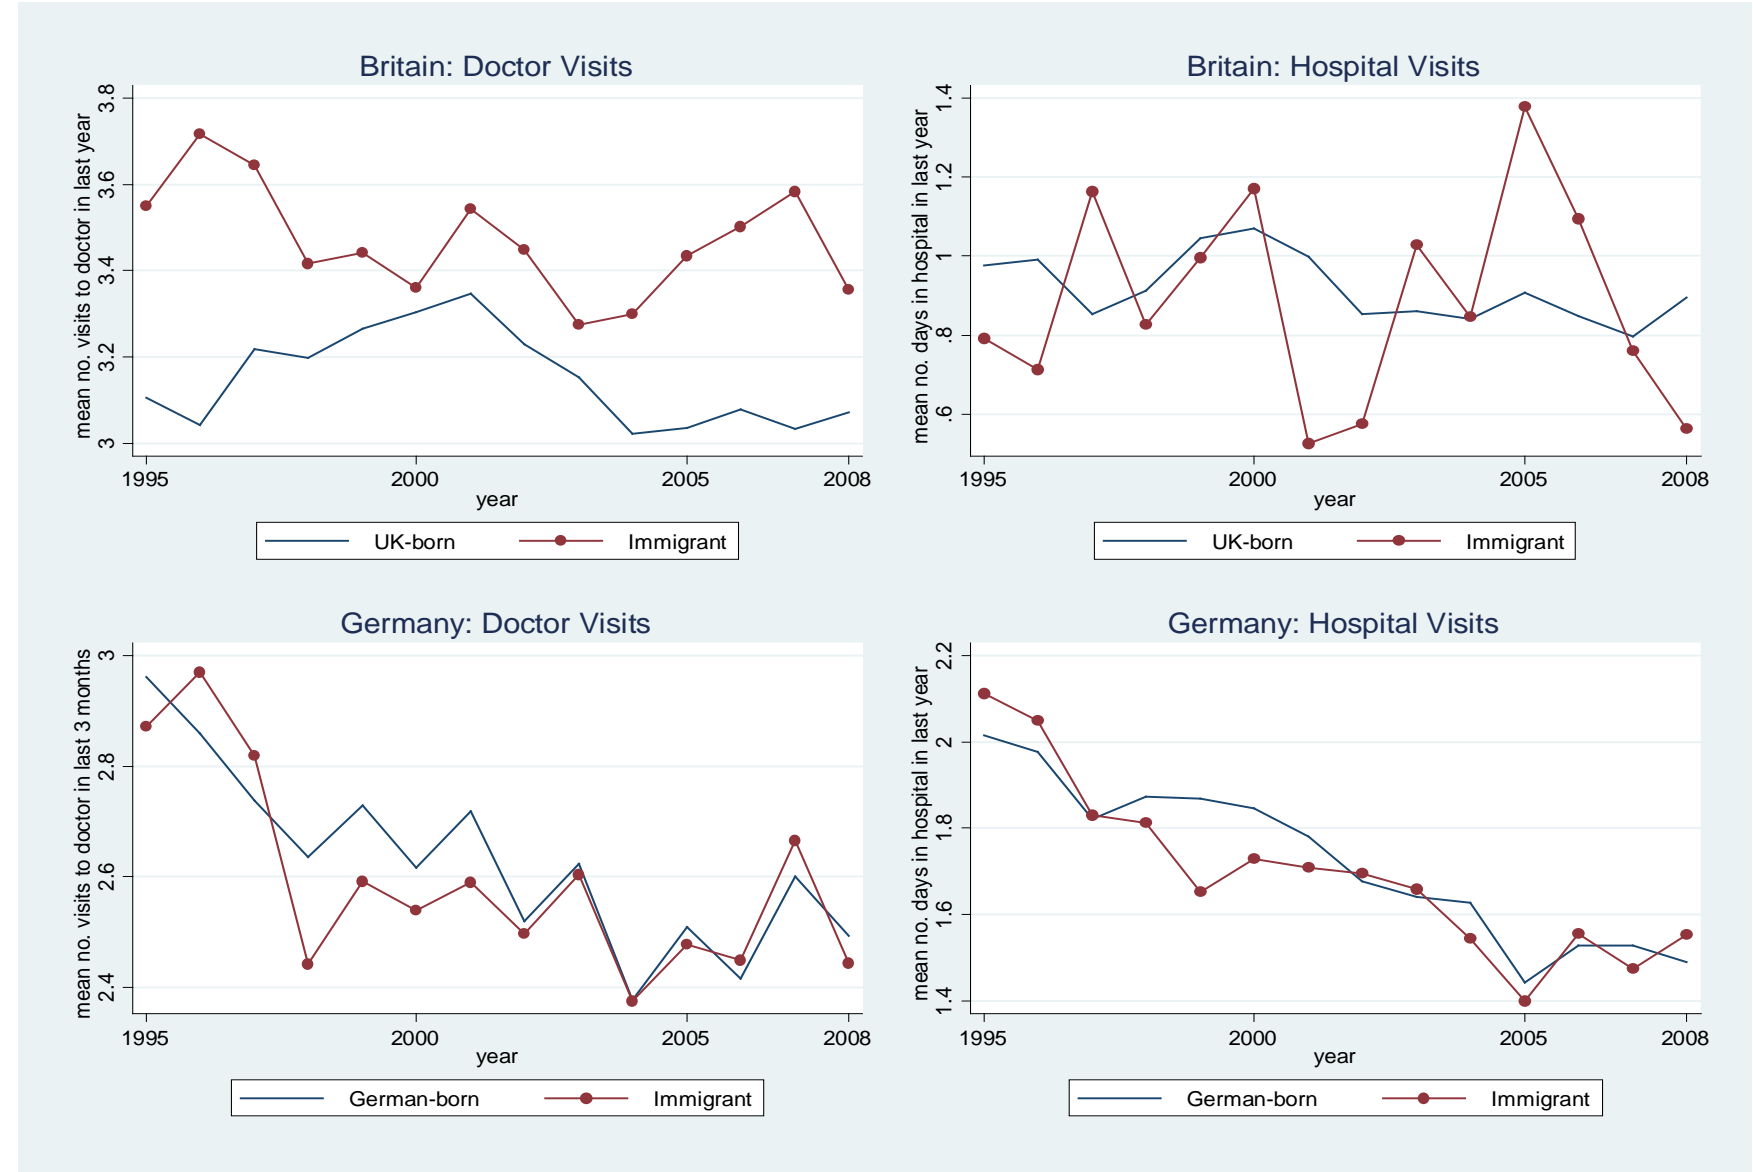 Britain: Doctor Visits
mean no. visits to doctor in last year
3.8
3.6
3.4
3.2
3
1995 2000 2005 2008
year
UK-born Immigrant
Britain: Hospital Visits
mean no. days in hospital in last year
1.4
1.2
1
.8
.6
1995 2000 2005 2008
year
UK-born Immigrant
Germany: Doctor Visits
mean no. visits to doctor in last 3 months
3
2.8
2.6
2.4
1995 2000 2005 2008
year
German-born Immigrant
Germany: Hospital Visits
mean no. days in hospital in last year
2.2
2
1.8
1.6
1.4
1995 2000 2005 2008
year
German-born Immigrant